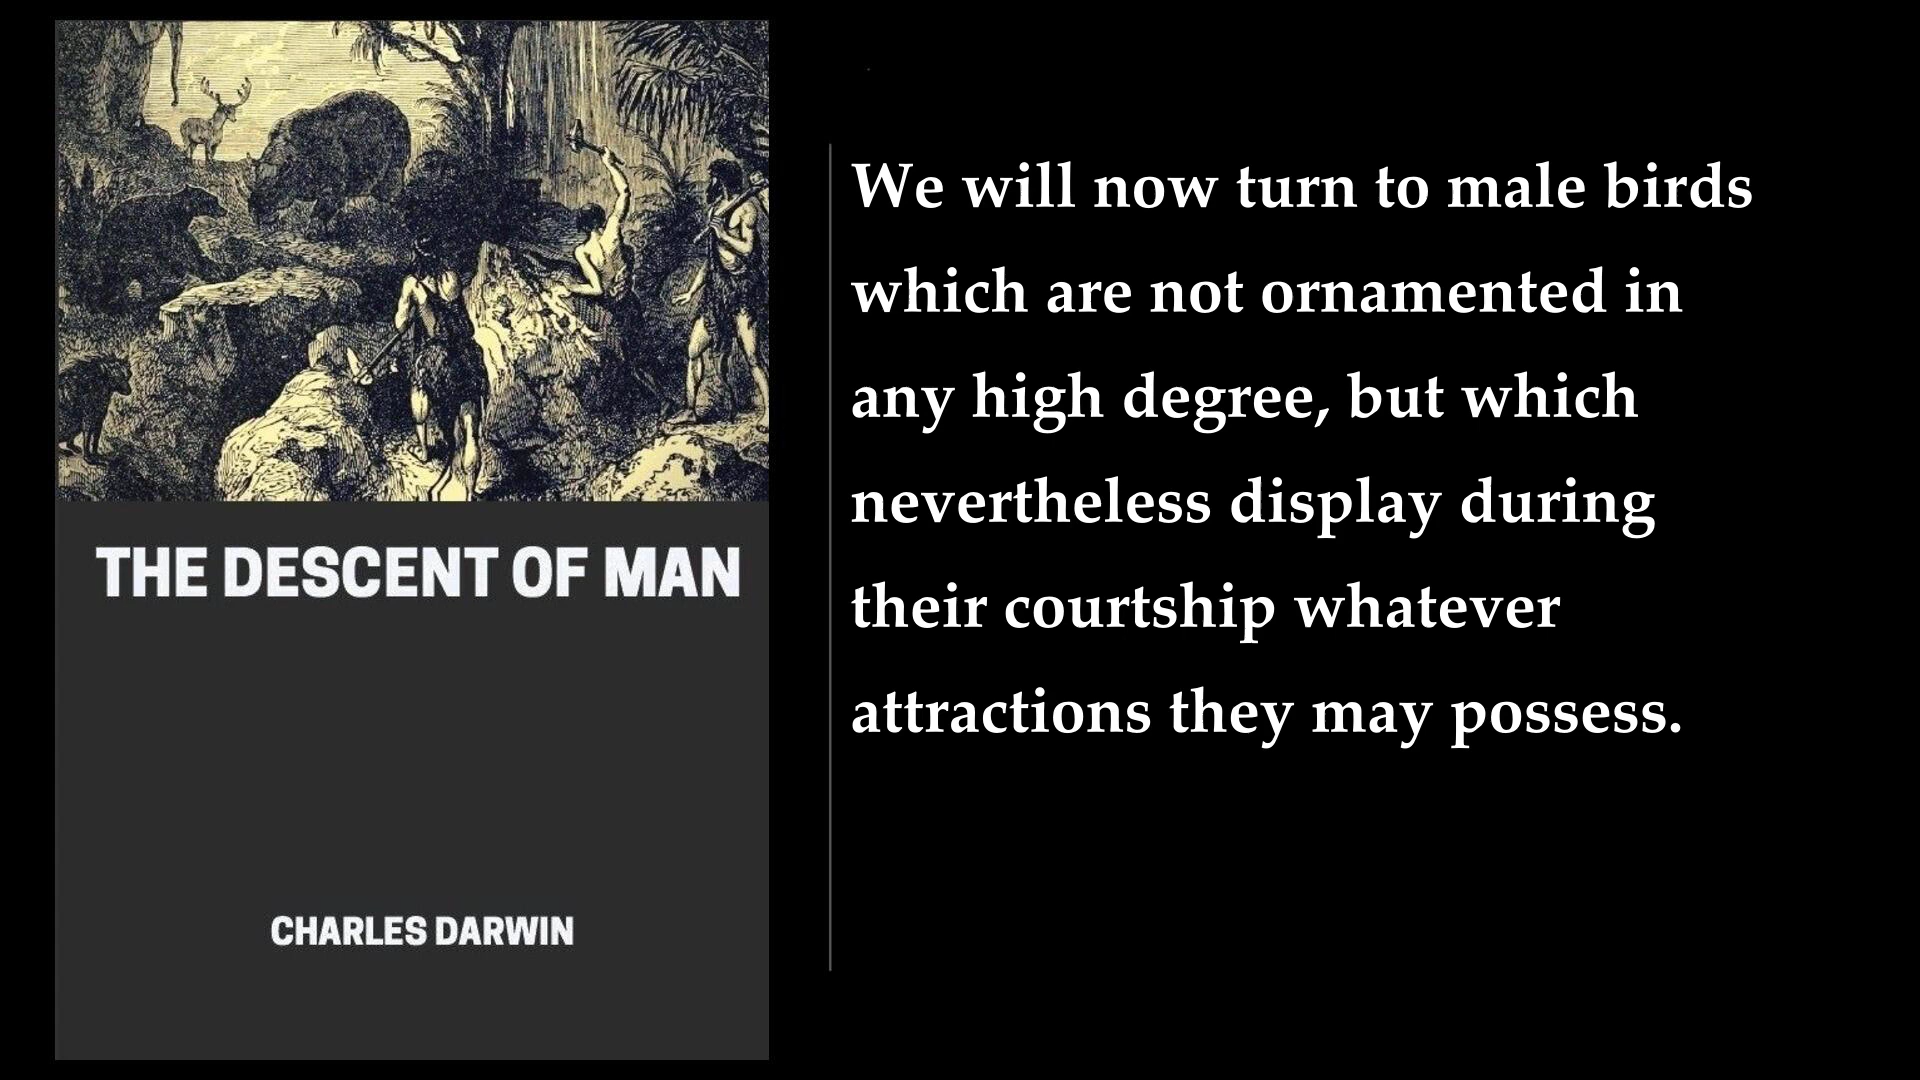 THE DESCENT OF MAN
CHARLES DARWIN
We will now turn to male birds
which are not ornamented in
any high degree, but which
nevertheless display during
their courtship whatever
attractions they may possess.